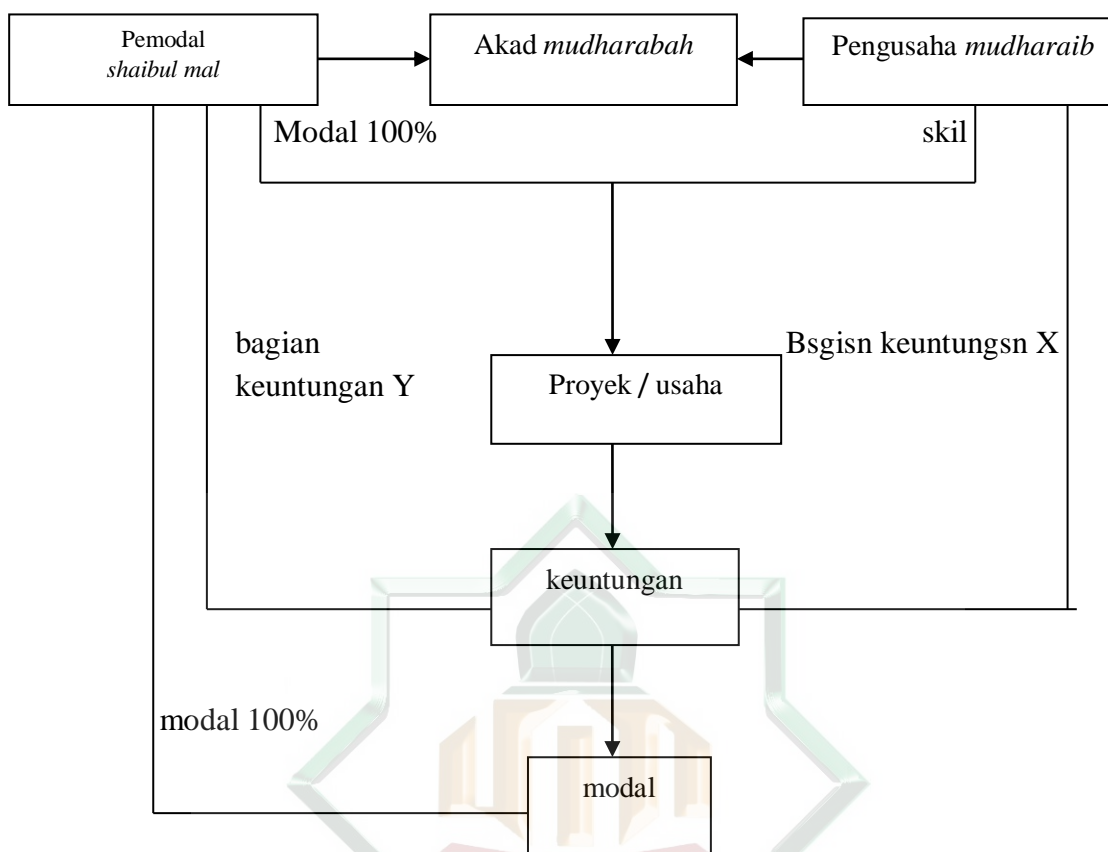 Pemodal
shaibul mal
Akad mudharabah
Pengusaha mudharaib
Modal 100%
skil
bagian
keuntungan Y
Bsgisn keuntungsn X
Proyek / usaha
keuntungan
modal 100%
modal